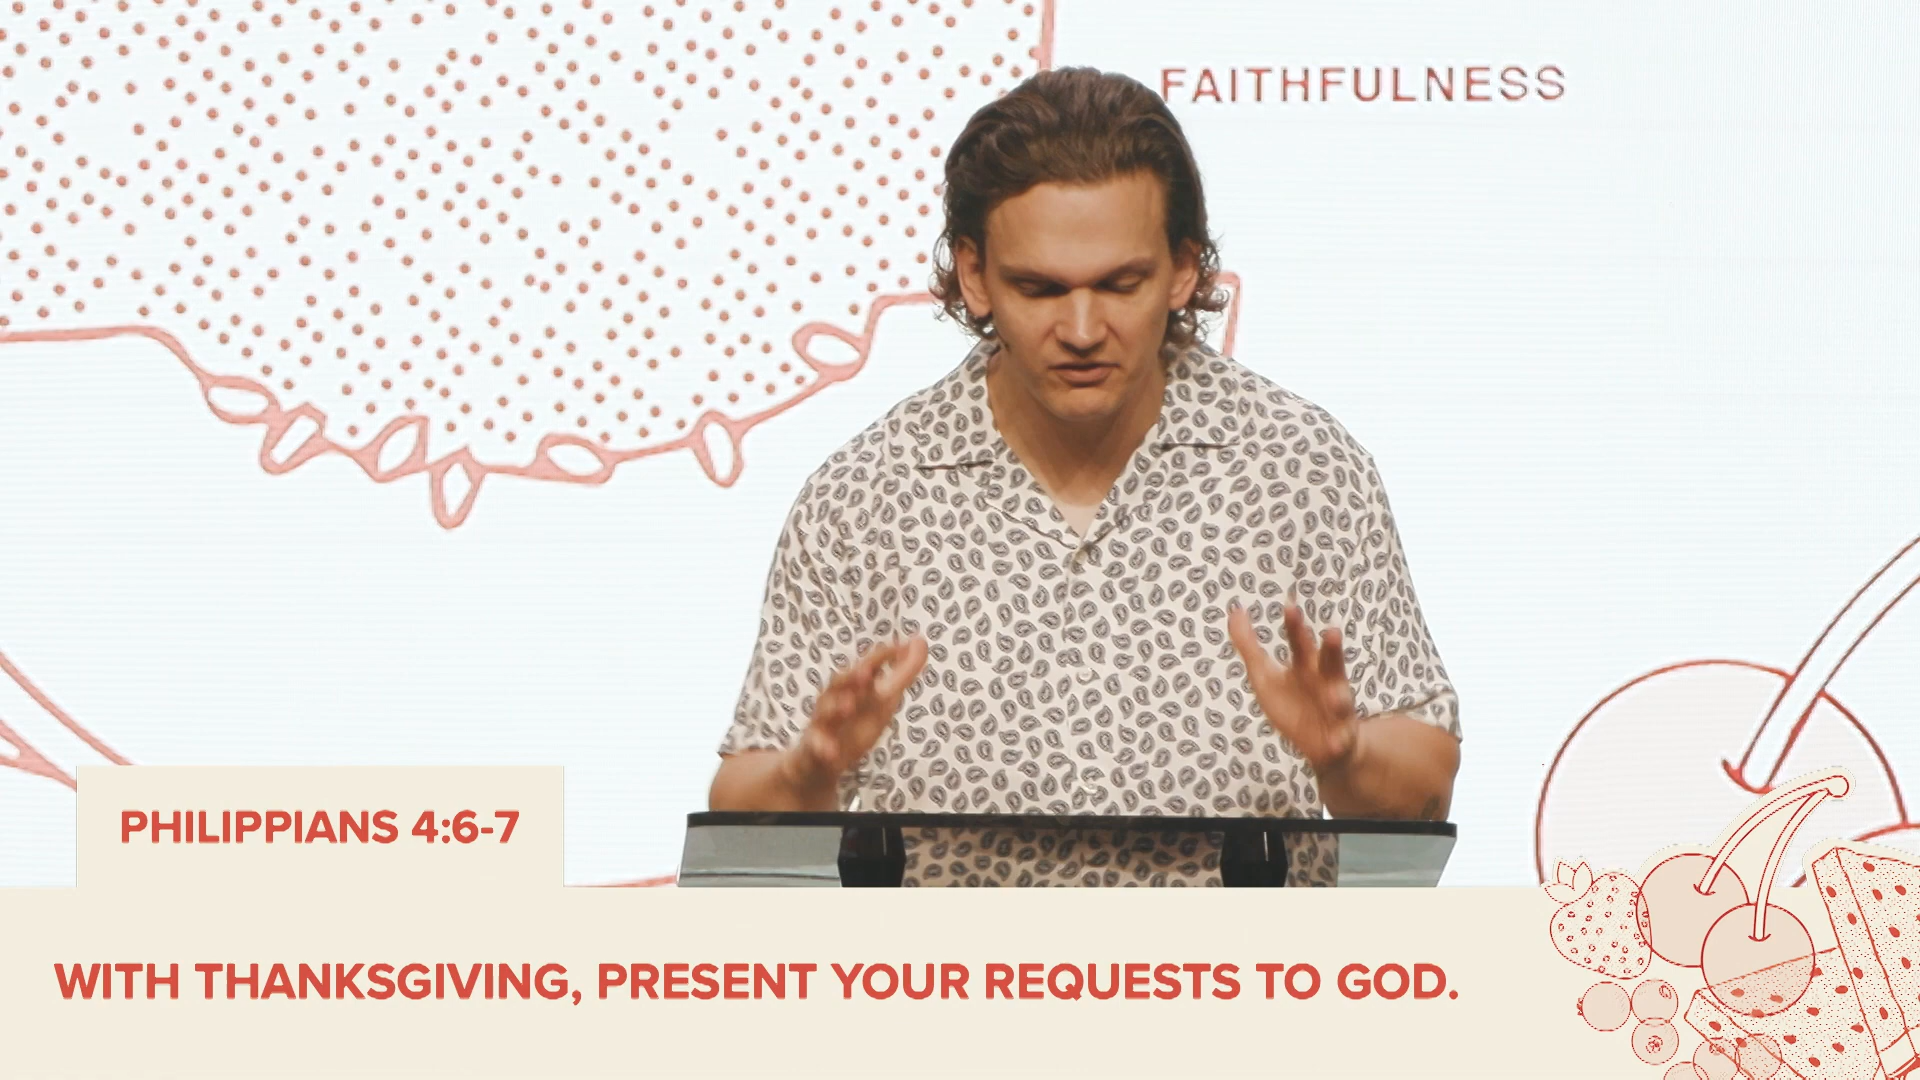 FAITHFULNESS
PHILIPPIANS 4:6-7
WITH THANKSGIVING, PRESENT YOUR REQUESTS TO GOD.